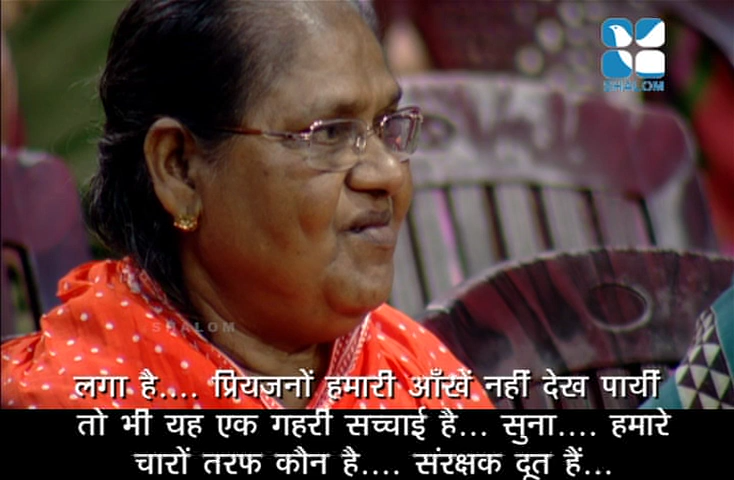 SHALOM
SHALOM
लगा है.... प्रियजनों हमारी आँखें नहीं देख पायीं
तो भी यह एक गहरी सच्चाई है... सुना.... हमारे
चारों तरफ कौन है.... संरक्षक दूत हैं...